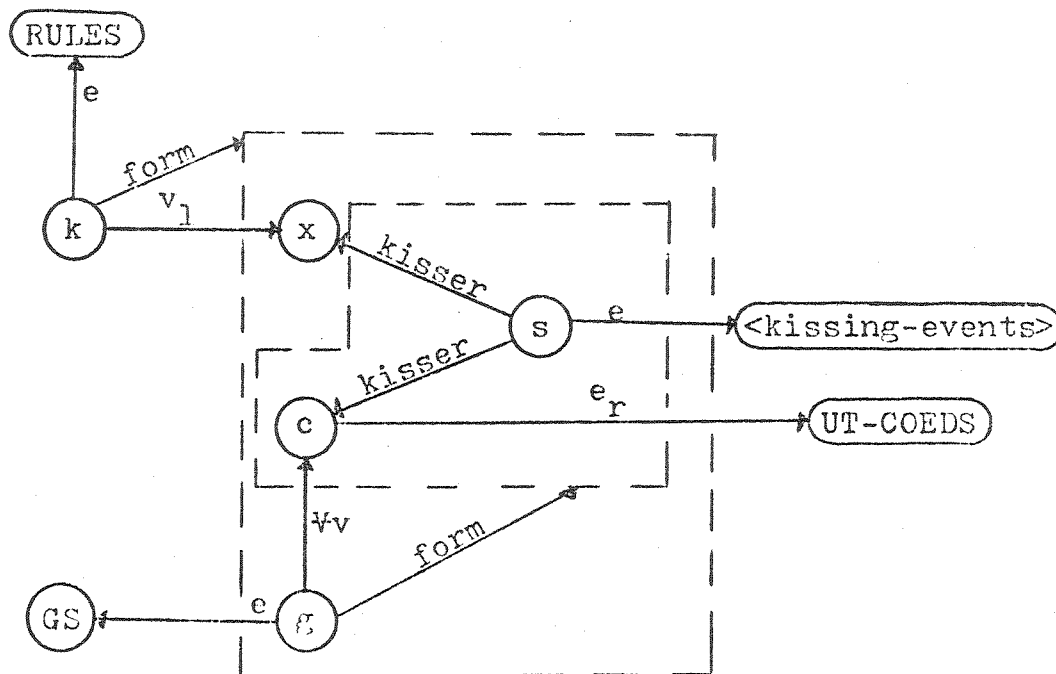 RULES
e
form
v1
k
x
kisser
s
e
<kissing-events>
kisser
er
c
UT-COEDS
∀v
form
GS
e
g